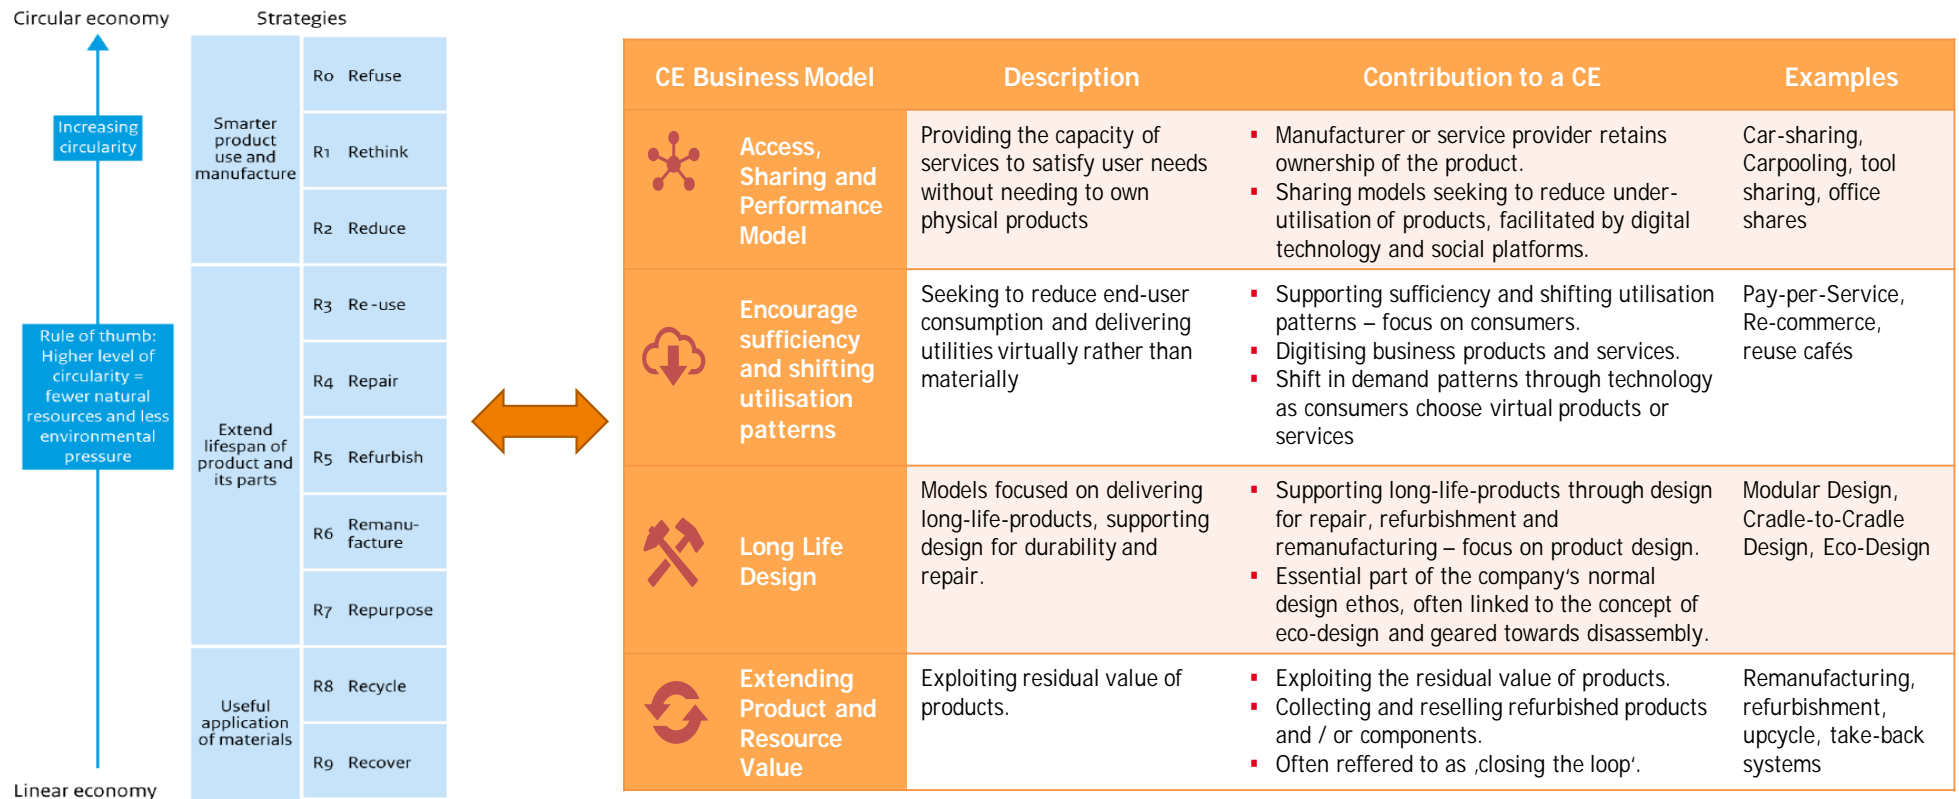 Circular economy
Strategies
Increasing
circularity
Rule of thumb:
Higher level of
circularity =
fewer natural
resources and less
environmental
pressure
Linear economy
Smarter
product
use and
manufacture
R0 Refuse
R1 Rethink
R2 Reduce
Extend
lifespan of
product and
its parts
R3 Re-use
R4 Repair
R5 Refurbish
R6 Remanu-
facture
R7 Repurpose
Useful
application
of materials
R8 Recycle
R9 Recover
CE Business Model
Description
Contribution to a CE
Examples
Access,
Sharing and
Performance
Model
Providing the capacity of
services to satisfy user needs
without needing to own
physical products
▪ Manufacturer or service provider retains
ownership of the product.
▪ Sharing models seeking to reduce under-
utilisation of products, facilitated by digital
technology and social platforms.
Car-sharing,
Carpooling, tool
sharing, office
shares
Encourage
sufficiency
and shifting
utilisation
patterns
Seeking to reduce end-user
consumption and delivering
utilities virtually rather than
materially
▪ Supporting sufficiency and shifting utilisation
patterns – focus on consumers.
▪ Digitising business products and services.
▪ Shift in demand patterns through technology
as consumers choose virtual products or
services
Pay-per-Service,
Re-commerce,
reuse cafés
Long Life
Design
Models focused on delivering
long-life-products, supporting
design for durability and
repair.
▪ Supporting long-life-products through design
for repair, refurbishment and
remanufacturing – focus on product design.
▪ Essential part of the company's normal
design ethos, often linked to the concept of
eco-design and geared towards disassembly.
Modular Design,
Cradle-to-Cradle
Design, Eco-Design
Extending
Product and
Resource
Value
Exploiting residual value of
products.
▪ Exploiting the residual value of products.
▪ Collecting and reselling refurbished products
and / or components.
▪ Often reffered to as ‚closing the loop‘.
Remanufacturing,
refurbishment,
upcycle, take-back
systems